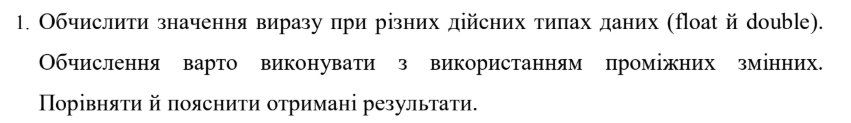 1. Обчислити значення виразу при різних дійсних типах даних (float й double).
Обчислення варто виконувати з використанням проміжних змінних.
Порівняти й пояснити отримані результати.